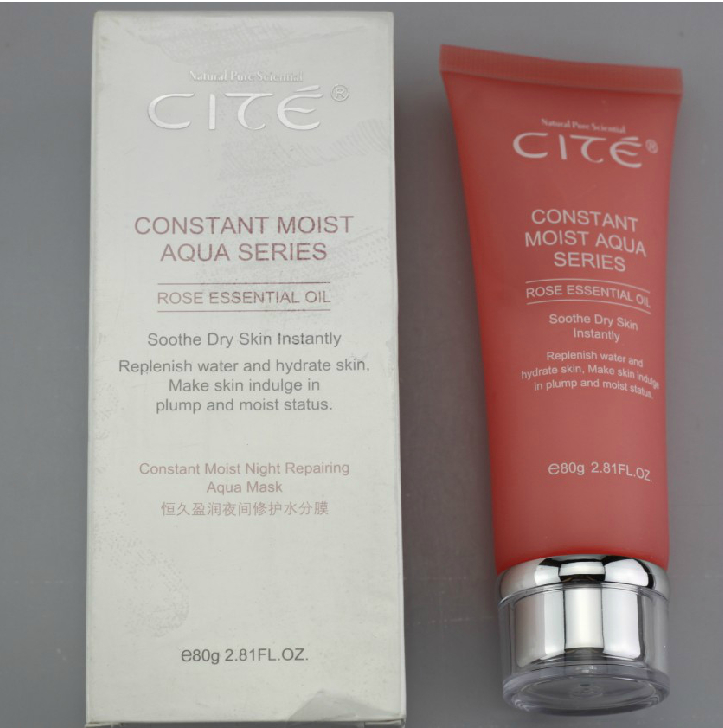 Natural Pure Sciential
CITÉ®
CONSTANT MOIST
AQUA SERIES
ROSE ESSENTIAL OIL
Soothe Dry Skin Instantly
Replenish water and hydrate skin.
Make skin indulge in
plump and moist status.
Constant Moist Night Repairing
Aqua Mask
恒久盈润夜间修护水分膜
℮80g 2.81FL.OZ.
Natural Pure Sciential
CITÉ®
CONSTANT
MOIST AQUA
SERIES
ROSE ESSENTIAL OIL
Soothe Dry Skin
Instantly
Replenish water and
hydrate skin, Make skin indulge
in plump and moist status.
℮80g 2.81FL.OZ